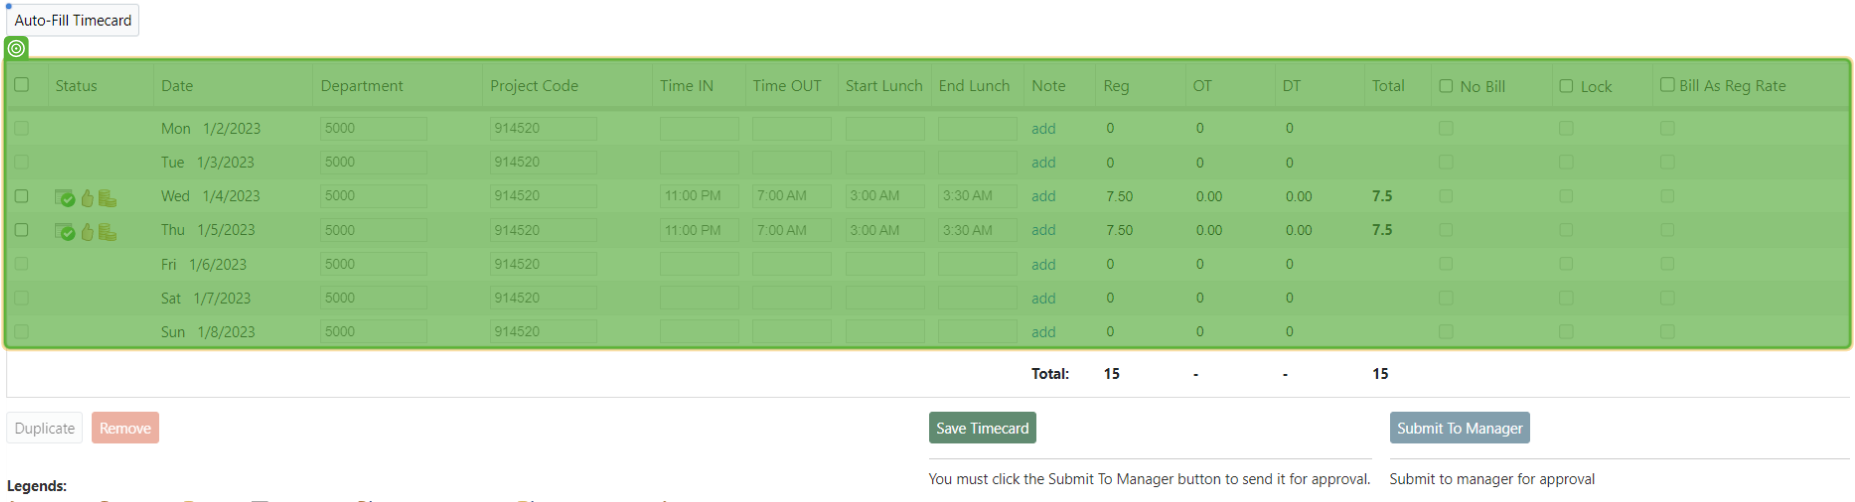 Auto-Fill Timecard
Status Date Department Project Code Time IN Time OUT Start Lunch End Lunch Note Reg OT DT Total No Bill Lock Bill As Reg Rate
Mon 1/2/2023 5000 914520 add 0 0 0
Tue 1/3/2023 5000 914520 add 0 0 0
Wed 1/4/2023 5000 914520 11:00 PM 7:00 AM 3:00 AM 3:30 AM add 7.50 0.00 0.00 7.5
Thu 1/5/2023 5000 914520 11:00 PM 7:00 AM 3:00 AM 3:30 AM add 7.50 0.00 0.00 7.5
Fri 1/6/2023 5000 914520 add 0 0 0
Sat 1/7/2023 5000 914520 add 0 0 0
Sun 1/8/2023 5000 914520 add 0 0 0
Total: 15 - - 15
Duplicate Remove Save Timecard Submit To Manager
You must click the Submit To Manager button to send it for approval. Submit to manager for approval
Legends: